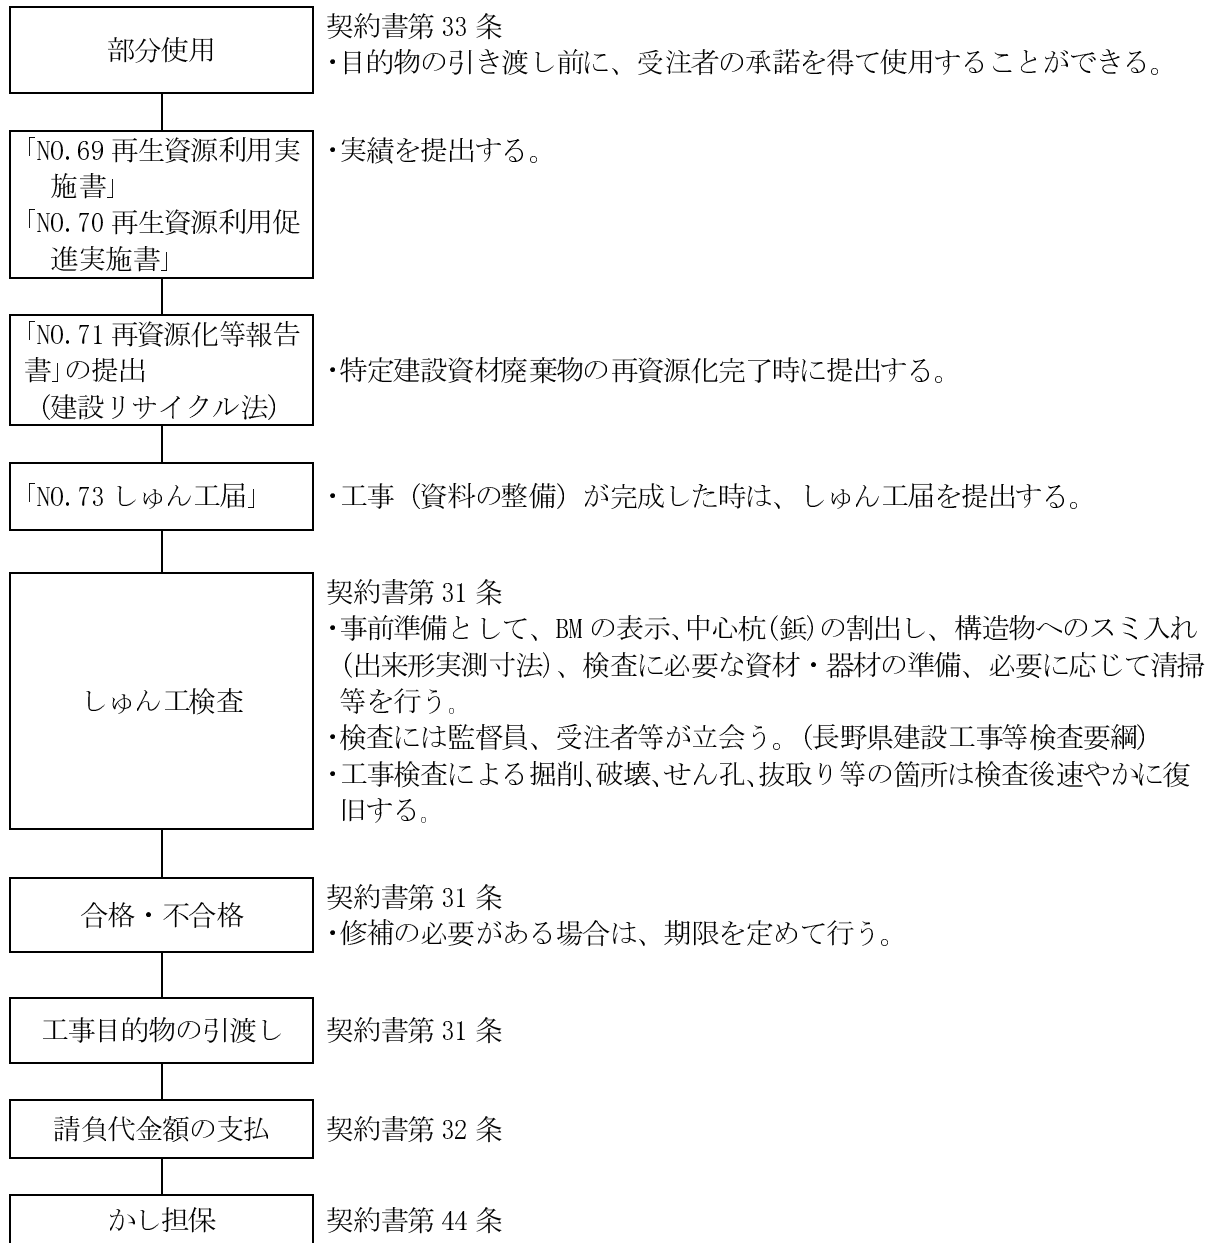 部分使用
契約書第 33 条
・目的物の引き渡し前に、受注者の承諾を得て使用することができる。
「NO.69 再生資源利用実
施書」
「NO.70 再生資源利用促
進実施書」
・実績を提出する。
「NO.71 再資源化等報告
書」の提出
(建設リサイクル法)
・特定建設資材廃棄物の再資源化完了時に提出する。
「NO.73 しゅん工届」
・工事(資料の整備)が完成した時は、しゅん工届を提出する。
しゅん工検査
契約書第 31 条
・事前準備として、BM の表示、中心杭(鋲)の割出し、構造物へのスミ入れ
(出来形実測寸法)、検査に必要な資材・器材の準備、必要に応じて清掃
等を行う。
・検査には監督員、受注者等が立会う。(長野県建設工事等検査要綱)
・工事検査による掘削、破壊、せん孔、抜取り等の箇所は検査後速やかに復
旧する。
合格・不合格
契約書第 31 条
・修補の必要がある場合は、期限を定めて行う。
工事目的物の引渡し
契約書第 31 条
請負代金額の支払
契約書第 32 条
かし担保
契約書第 44 条